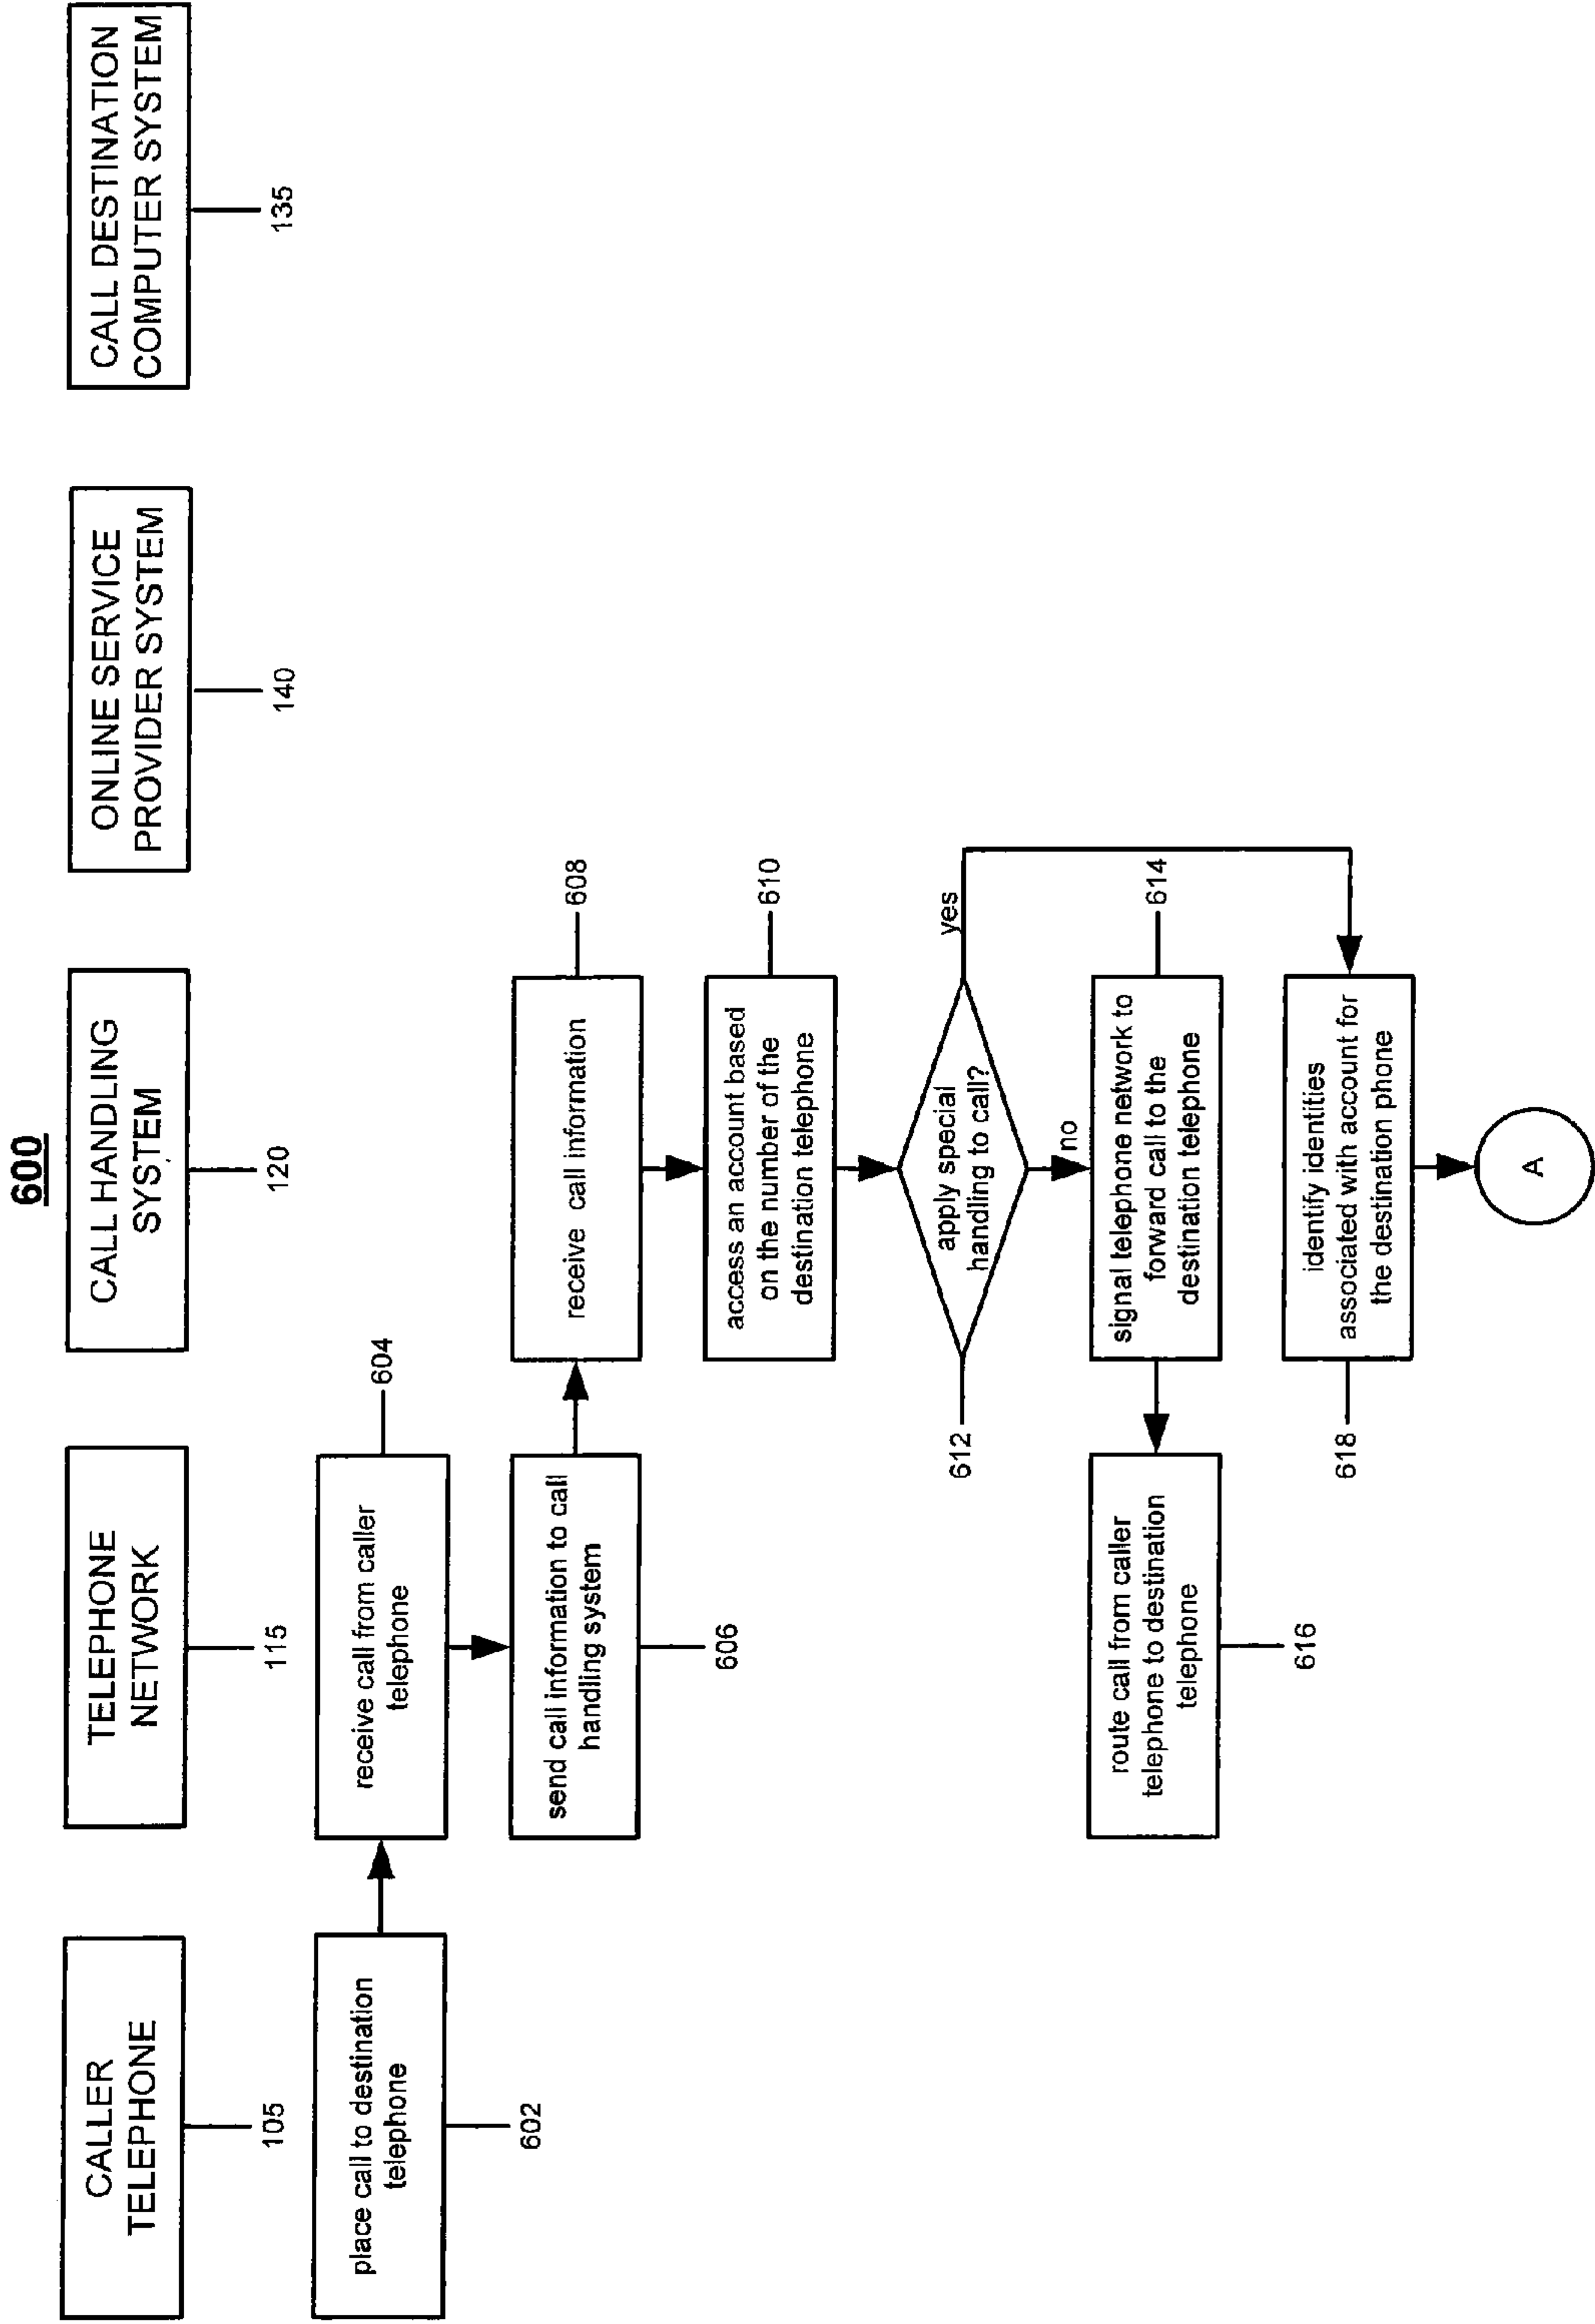 600
CALLER
TELEPHONE
105
TELEPHONE
NETWORK
115
CALL HANDLING
SYSTEM
120
ONLINE SERVICE
PROVIDER SYSTEM
140
CALL DESTINATION
COMPUTER SYSTEM
135
place call to destination
telephone
602
receive call from caller
telephone
604
send call information to call
handling system
606
receive call information
608
access an account based
on the number of the
destination telephone
610
apply special
handling to call?
612
yes
no
signal telephone network to
forward call to the
destination telephone
614
route call from caller
telephone to destination
telephone
616
identify identities
associated with account for
the destination phone
618
A